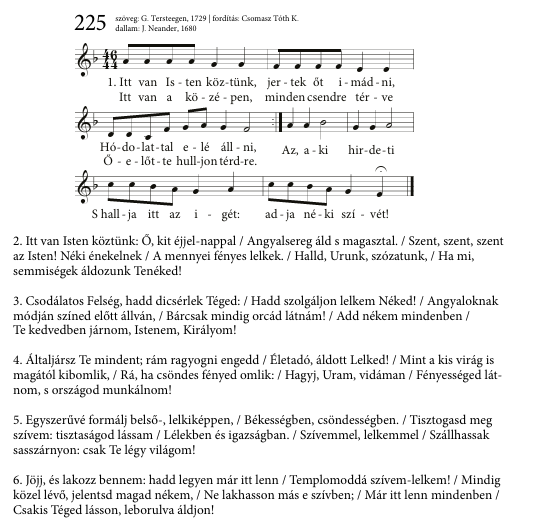 225 szöveg: G. Tersteegen, 1729 | fordítás: Csomasz Tóth K.
dallam: J. Neander, 1680
4 6
4 4
1. Itt van Is - ten köz-tünk, jer - tek őt i - mád - ni,
Itt van a kö - zé - pen, minden csendre tér - ve
Hó-do-lat-tal e - lé áll - ni, Az, a - ki hir-de-ti
Ő - e - lőt-te hull-jon térd-re.
S hall - ja itt az i - gét: ad - ja né - ki szí - vét!
2. Itt van Isten köztünk: Ő, kit éjjel-nappal / Angyalsereg áld s magasztal. / Szent, szent, szent
az Isten! Néki énekelnek / A mennyei fényes lelkek. / Halld, Urunk, szózatunk, / Ha mi,
semmiségek áldozunk Tenéked!
3. Csodálatos Felség, hadd dicsérlek Téged: / Hadd szolgáljon lelkem Néked! / Angyaloknak
módján színed előtt állván, / Bárcsak mindig orcád látnám! / Add nékem mindenben /
Te kedvedben járnom, Istenem, Királyom!
4. Általjársz Te mindent; rám ragyogni engedd / Életadó, áldott Lelked! / Mint a kis virág is
magától kibomlik, / Rá, ha csöndes fényed omlik: / Hagyj, Uram, vidáman / Fényességed lát-
nom, s országod munkálnom!
5. Egyszerűvé formálj belső-, lelkiképpen, / Békességben, csöndességben. / Tisztogasd meg
szívem: tisztaságod lássam / Lélekben és igazságban. / Szívemmel, lelkemmel / Szállhassak
sasszárnyon: csak Te légy világom!
6. Jöjj, és lakozz bennem: hadd legyen már itt lenn / Templomoddá szívem-lelkem! / Mindig
közel lévő, jelentsd magad nékem, / Ne lakhasson más e szívben; / Már itt lenn mindenben /
Csakis Téged lásson, leborulva áldjon!